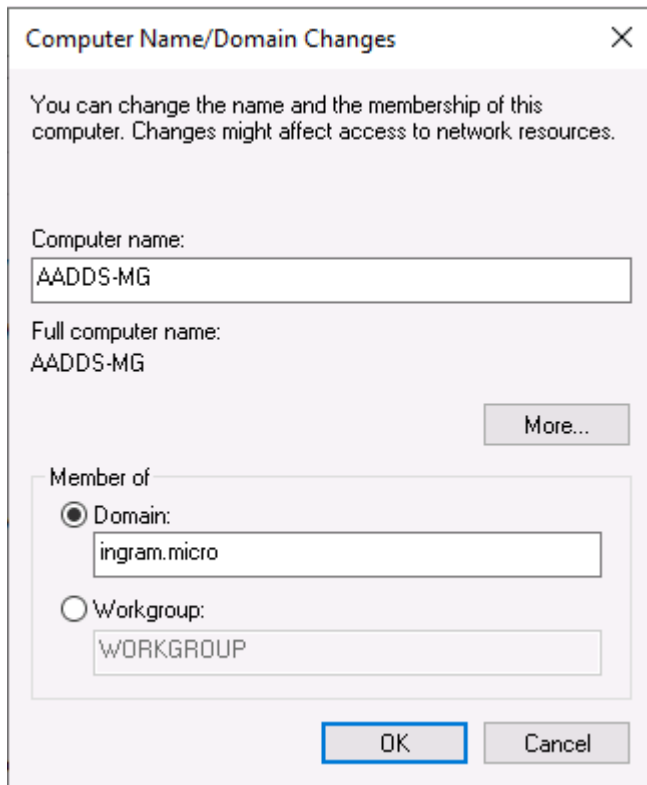 Computer Name/Domain Changes
You can change the name and the membership of this
computer. Changes might affect access to network resources.
Computer name:
AADDS-MG
Full computer name:
AADDS-MG
More...
Member of
Domain:
ingram.micro
Workgroup:
WORKGROUP
OK Cancel